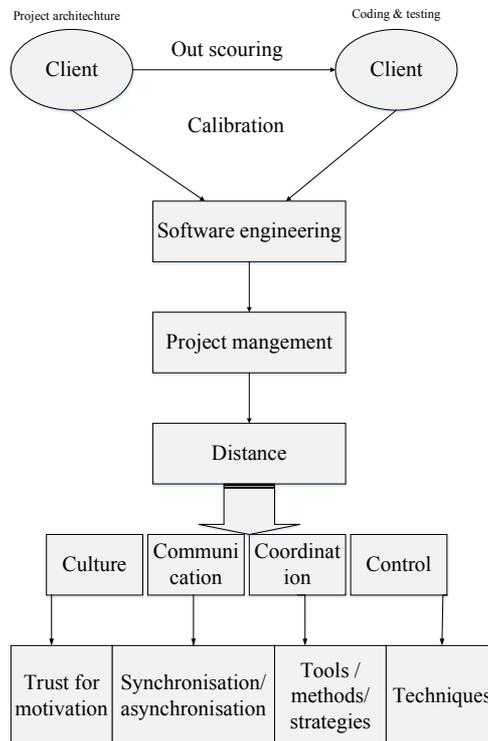 Project architechture
Coding & testing
Out scouring
Client
Client
Calibration
Software engineering
Project mangement
Distance
Culture
Communi
cation
Coordinat
ion
Control
Trust for
motivation
Synchronisation/
asynchronisation
Tools /
methods/
strategies
Techniques